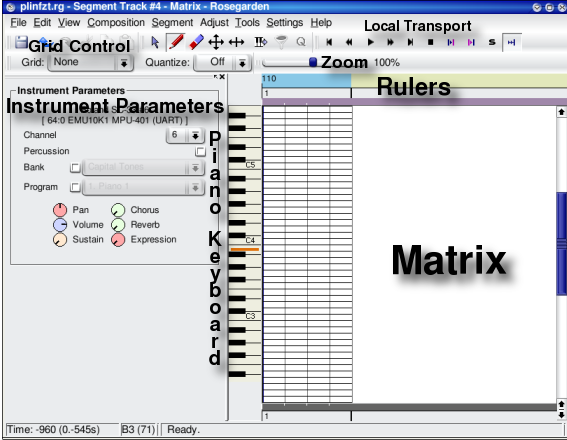 plinfzt.rg - Segment Track #4 - Matrix - Rosegarden
File Edit View Composition Segment Adjust Tools Settings Help
Local Transport
Grid Control
Q
S
Grid: None Quantize: Off Zoom 100%
Instrument Parameters
Instrument Parameters
[ 64:0 EMU10K1 MPU-401 (UART) ]
Channel 6
Percussion
Bank Capital Tones
Program 1. Piano 1
Pan Chorus
Volume Reverb
Sustain Expression
Piano Keyboard
110
Rulers
1
C5
C4
C3
Matrix
1
Time: -960 (0.-545s) B3 (71) Ready.